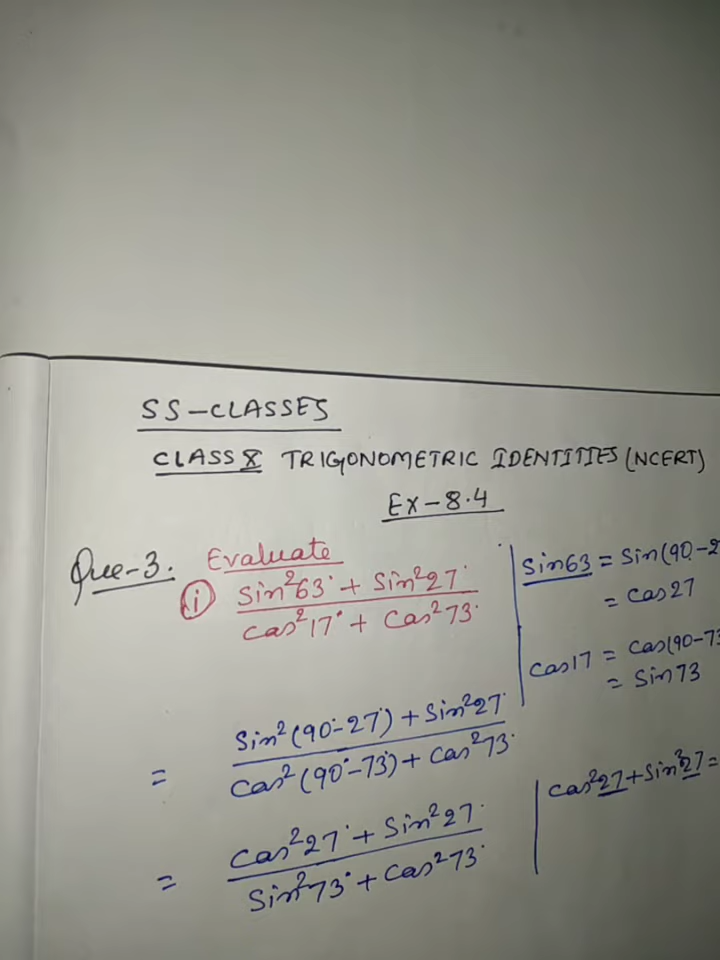 SS-CLASSES
CLASS X TRIGONOMETRIC IDENTITIES (NCERT)
EX-8.4
Que-3. Evaluate
(i) Sin²63° + Sin²27° / Cos²17° + Cos²73°
Sin63 = Sin(90-2
= Cos27
Cos17 = Cos(90-73
= Sin73
= Sin²(90°-27°) + Sin²27° / Cos²(90°-73°) + Cos²73°
= Cos²27° + Sin²27° / Sin²73° + Cos²73°
Cos²27 + Sin²27 =